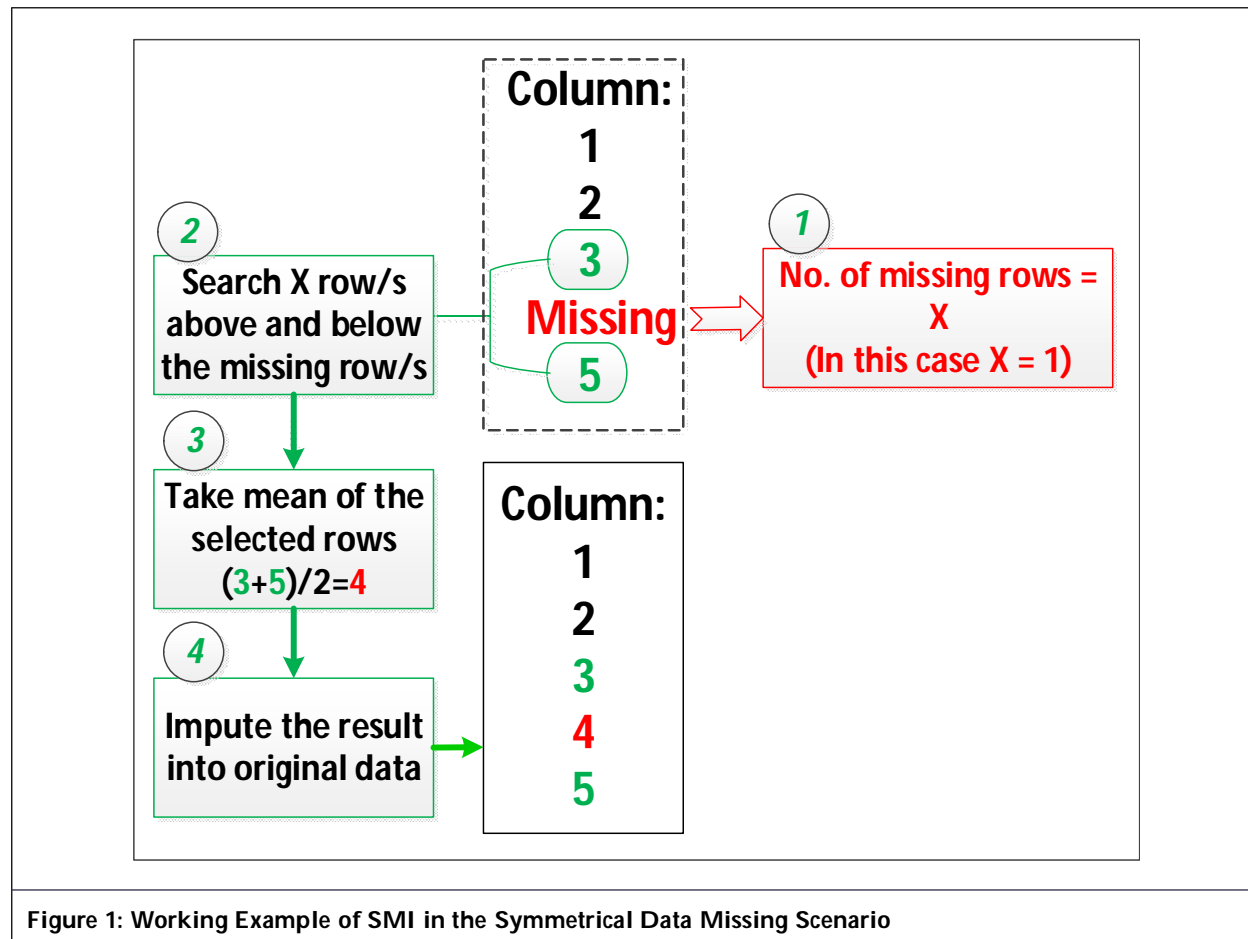 Column:
1
2
3
Missing
5
1
No. of missing rows =
X
(In this case X = 1)
2
Search X row/s
above and below
the missing row/s
3
Take mean of the
selected rows
(3+5)/2=4
4
Impute the result
into original data
Column:
1
2
3
4
5
Figure 1: Working Example of SMI in the Symmetrical Data Missing Scenario